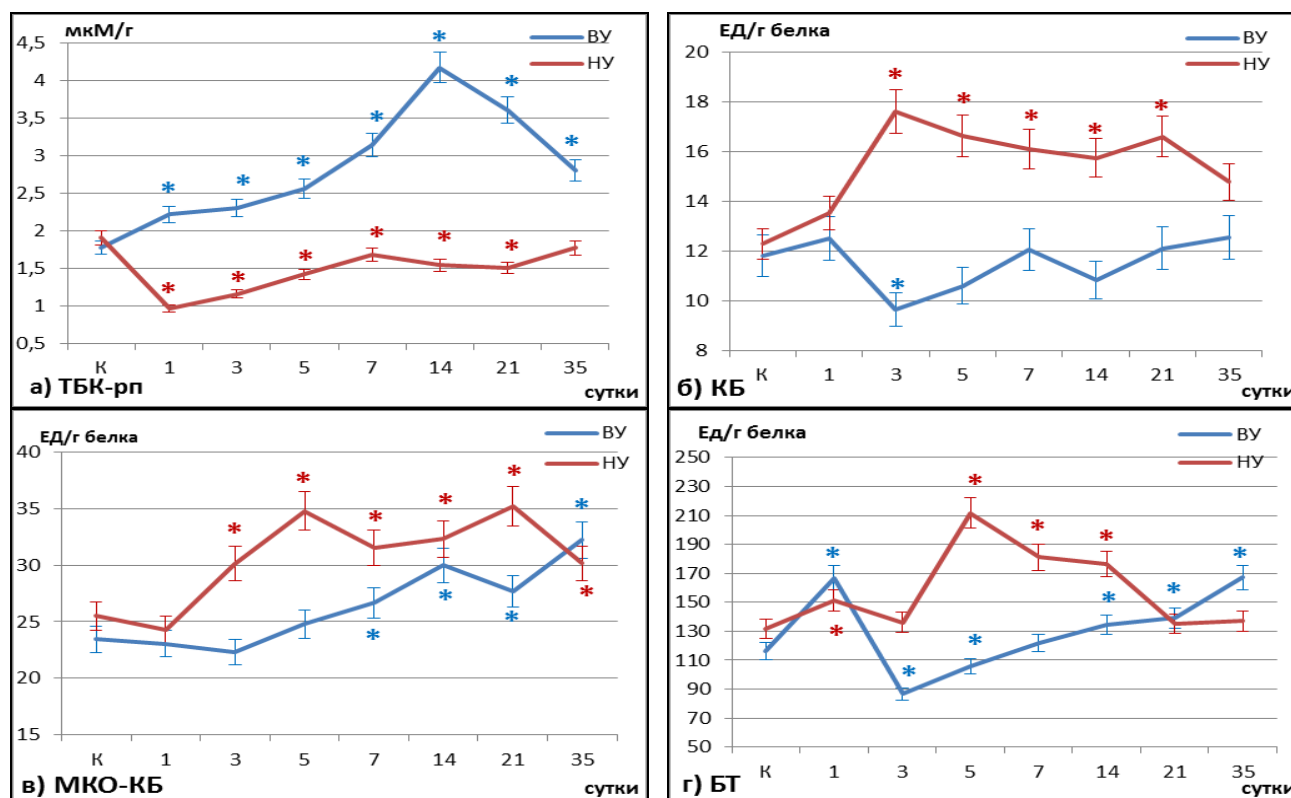 мкМ/г
ВУ
НУ
4,5
4
3,5
3
2,5
2
1,5
1
0,5
К 1 3 5 7 14 21 35
а) ТБК-рп
сутки
ЕД/г белка
ВУ
НУ
20
18
16
14
12
10
8
К 1 3 5 7 14 21 35
б) КБ
сутки
ЕД/г белка
ВУ
НУ
40
35
30
25
20
15
К 1 3 5 7 14 21 35
в) МКО-КБ
сутки
Ед/г белка
ВУ
НУ
250
230
210
190
170
150
130
110
90
70
50
К 1 3 5 7 14 21 35
г) БТ
сутки